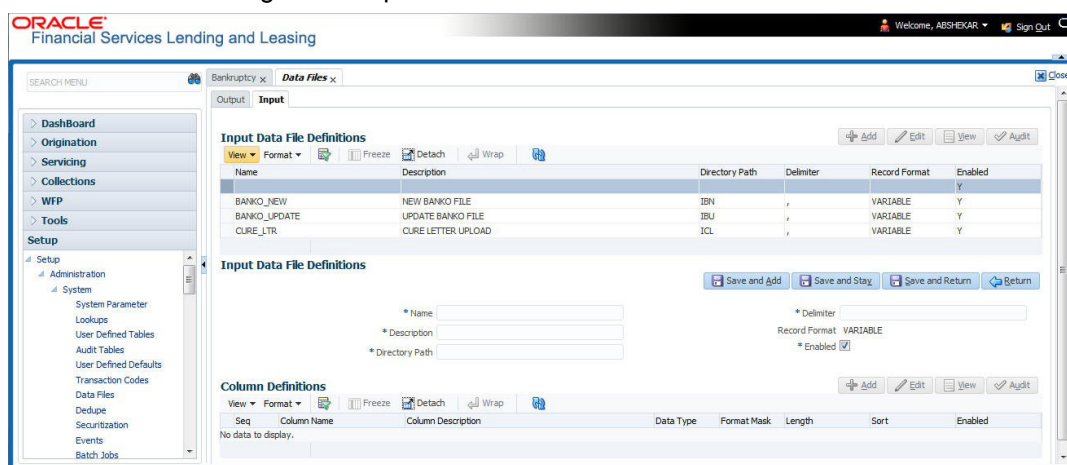 ORACLE
Financial Services Lending and Leasing
Welcome, ABSHEKAR
Sign Out
SEARCH MENU
Bankruptcy x Data Files x
Close
Output Input
DashBoard
Origination
Servicing
Collections
WFP
Tools
Setup
Setup
Administration
System
System Parameter
Lookups
User Defined Tables
Audit Tables
User Defined Defaults
Transaction Codes
Data Files
Dedupe
Securitization
Events
Batch Jobs
Input Data File Definitions
Add Edit View Audit
View Format Freeze Detach Wrap
Name Description Directory Path Delimiter Record Format Enabled
Y
BANKO_NEW NEW BANKO FILE IBN , VARIABLE Y
BANKO_UPDATE UPDATE BANKO FILE IBU , VARIABLE Y
CURE_LTR CURE LETTER UPLOAD ICL , VARIABLE Y
Input Data File Definitions
Save and Add Save and Stay Save and Return Return
* Name
* Description
* Directory Path
* Delimiter
Record Format VARIABLE
* Enabled
Column Definitions
Add Edit View Audit
View Format Freeze Detach Wrap
Seq Column Name Column Description Data Type Format Mask Length Sort Enabled
No data to display.